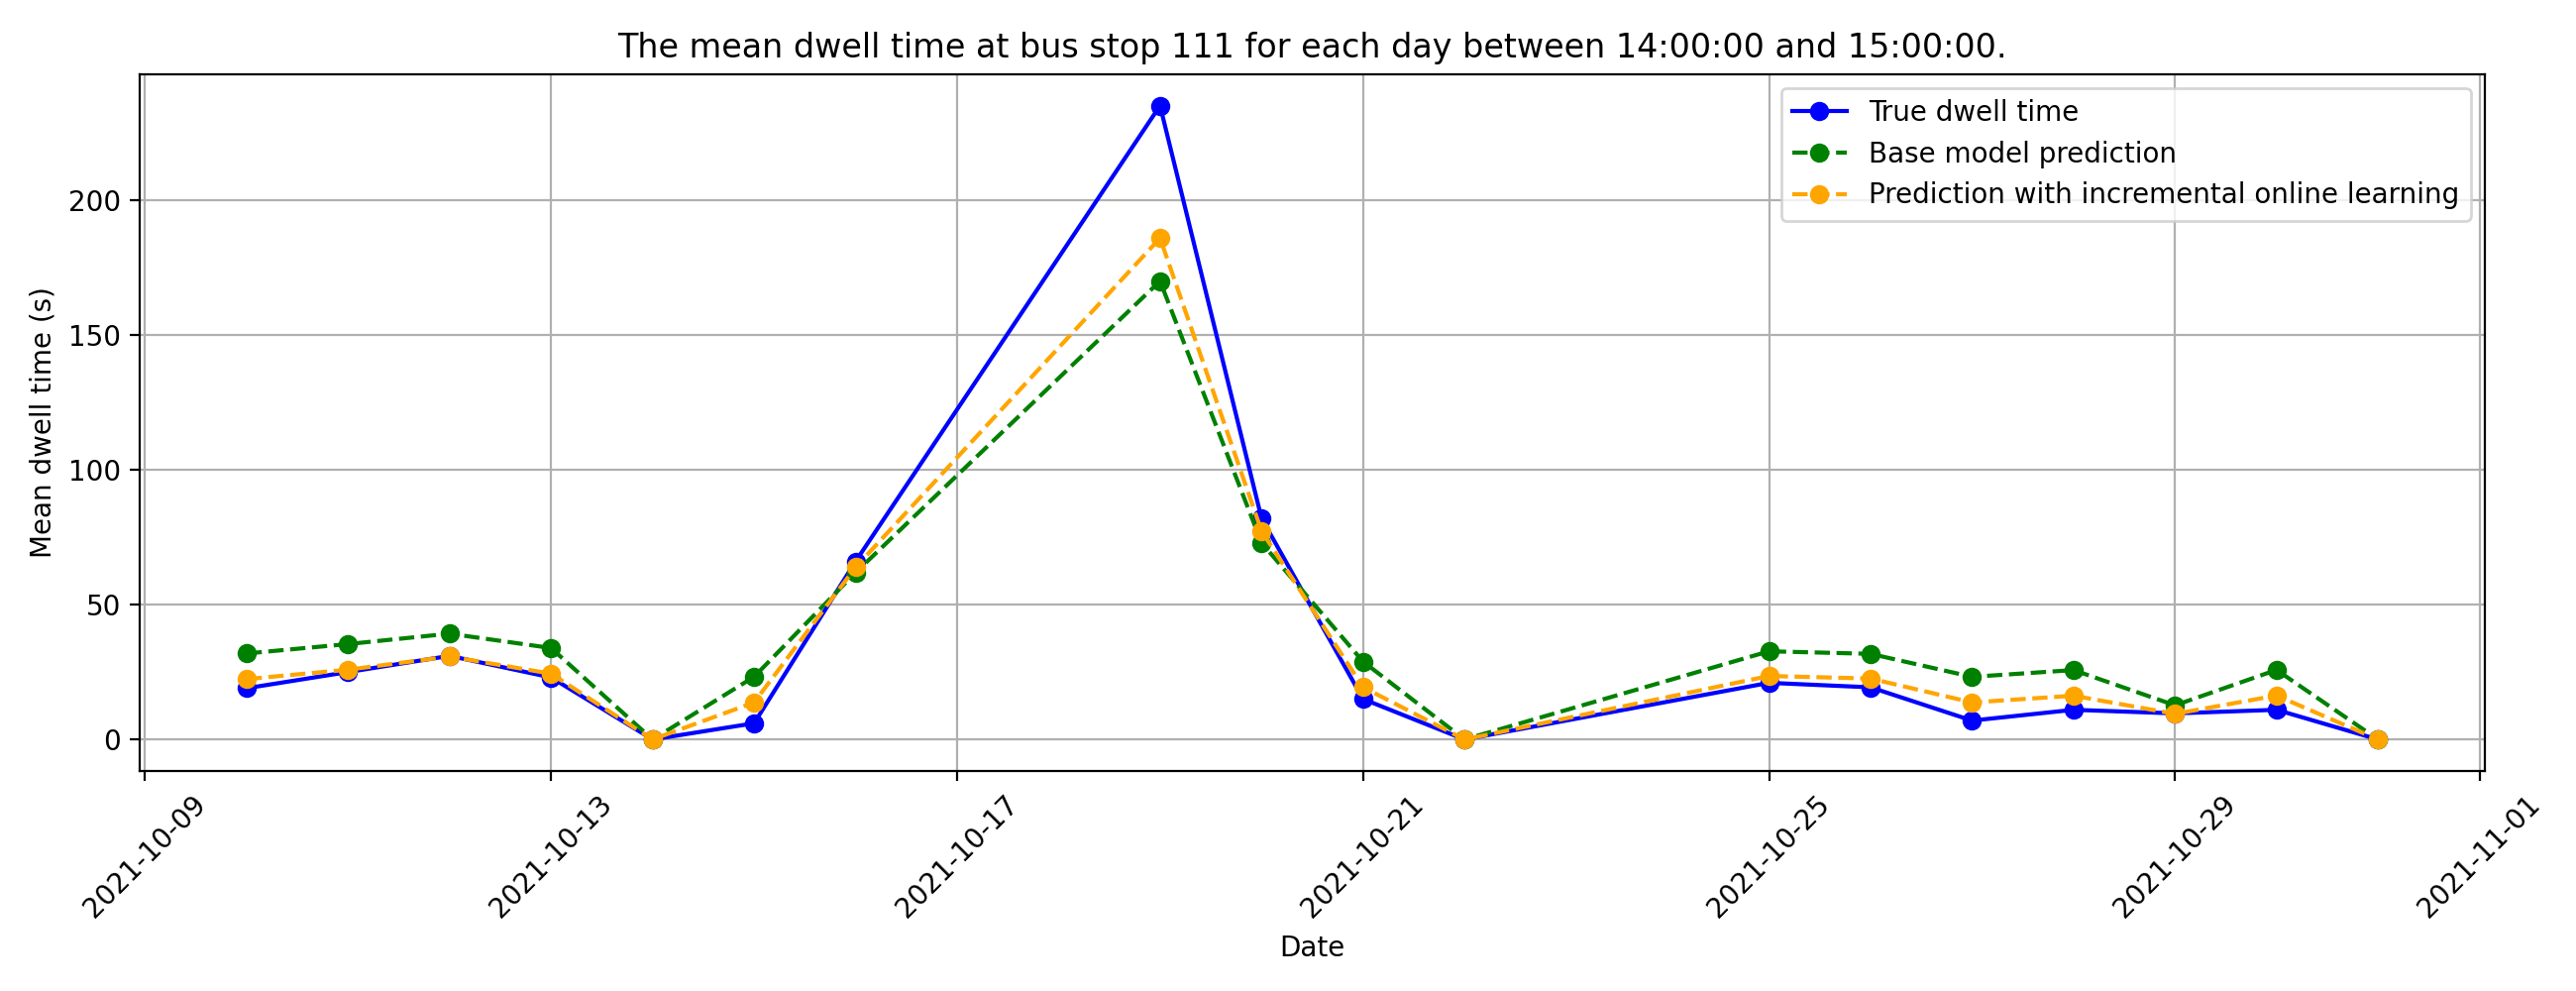 The mean dwell time at bus stop 111 for each day between 14:00:00 and 15:00:00.
True dwell time
Base model prediction
Prediction with incremental online learning
Mean dwell time (s)
200
150
100
50
0
2021-10-09
2021-10-13
2021-10-17
2021-10-21
2021-10-25
2021-10-29
2021-11-01
Date